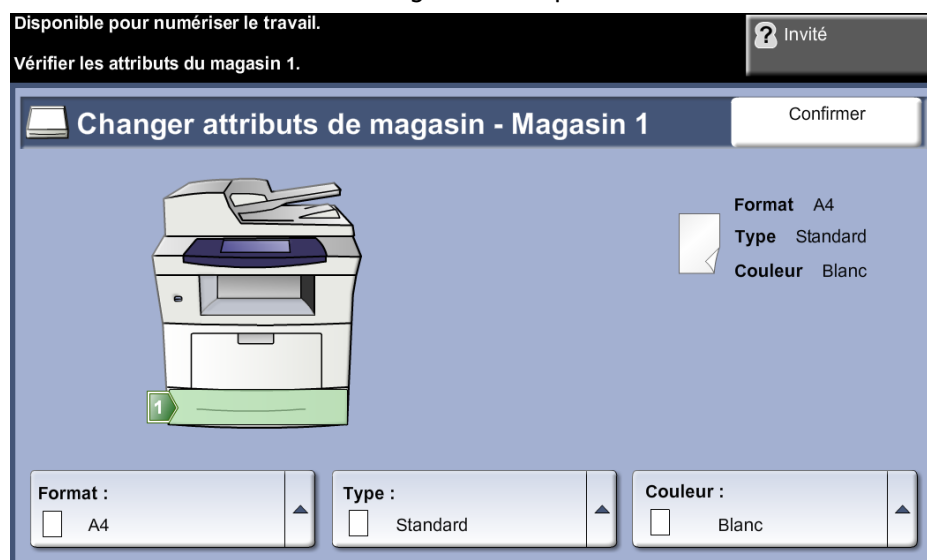 Disponible pour numériser le travail.
Invité
Vérifier les attributs du magasin 1.
Changer attributs de magasin - Magasin 1
Confirmer
Format A4
Type Standard
Couleur Blanc
1
Format :
A4
Type :
Standard
Couleur :
Blanc